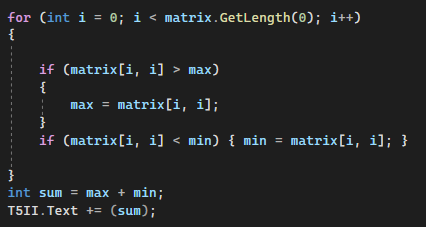 for (int i = 0; i < matrix.GetLength(0); i++)
{
if (matrix[i, i] > max)
{
max = matrix[i, i];
}
if (matrix[i, i] < min) { min = matrix[i, i]; }
}
int sum = max + min;
T5II.Text += (sum);